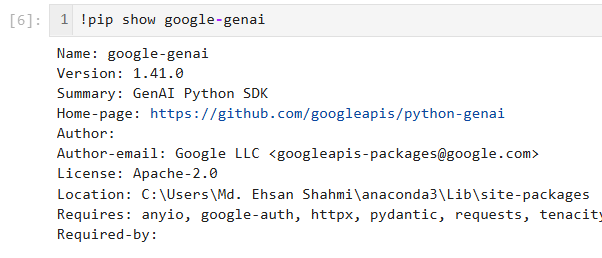 [6]: 1 !pip show google-genai
Name: google-genai
Version: 1.41.0
Summary: GenAI Python SDK
Home-page: https://github.com/googleapis/python-genai
Author:
Author-email: Google LLC <googleapis-packages@google.com>
License: Apache-2.0
Location: C:\Users\Md. Ehsan Shahmi\anaconda3\Lib\site-packages
Requires: anyio, google-auth, httpx, pydantic, requests, tenacity
Required-by: